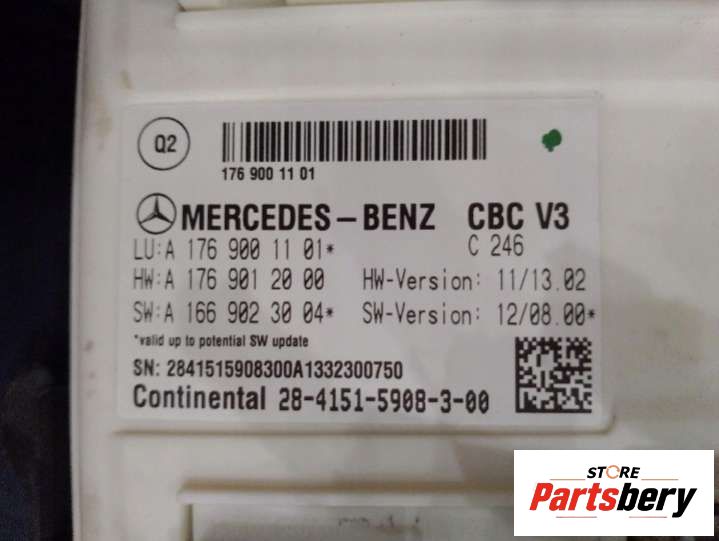 Q2
176 900 11 01
MERCEDES-BENZ CBC V3
LU:A 176 900 11 01* C 246
HW:A 176 901 20 00 HW-Version: 11/13.02
SW:A 166 902 30 04* SW-Version: 12/08.00*
*valid up to potential SW update
SN: 2841515908300A1332300750
Continental 28-4151-5908-3-00
STORE
Partsbery